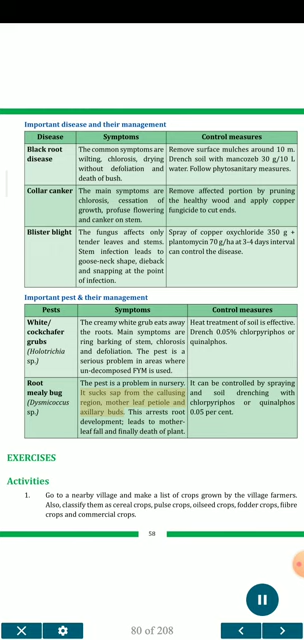 Important disease and their management
Disease Symptoms Control measures
Black root disease The common symptoms are wilting, chlorosis, drying without defoliation and death of bush. Remove surface mulches around 10 m. Drench soil with mancozeb 30 g/10 L water. Follow phytosanitary measures.
Collar canker The main symptoms are chlorosis, cessation of growth, profuse flowering and canker on stem. Remove affected portion by pruning the healthy wood and apply copper fungicide to cut ends.
Blister blight The fungus affects only tender leaves and stems. Stem infection leads to goose-neck shape, dieback and snapping at the point of infection. Spray of copper oxychloride 350 g + plantomycin 70 g/ha at 3-4 days interval can control the disease.
Important pest & their management
Pests Symptoms Control measures
White/ cockchafer grubs (Holotrichia sp.) The creamy white grub eats away the roots. Main symptoms are ring barking of stem, chlorosis and defoliation. The pest is a serious problem in areas where un-decomposed FYM is used. Heat treatment of soil is effective. Drench 0.05% chlorpyriphos or quinalphos.
Root mealy bug (Dysmicoccus sp.) The pest is a problem in nursery. It sucks sap from the callusing region, mother leaf petiole and axillary buds. This arrests root development; leads to mother-leaf fall and finally death of plant. It can be controlled by spraying and soil drenching with chlorpyriphos or quinalphos 0.05 per cent.
EXERCISES
Activities
1. Go to a nearby village and make a list of crops grown by the village farmers.
Also, classify them as cereal crops, pulse crops, oilseed crops, fodder crops, fiibre
crops and commercial crops.
58
80 of 208